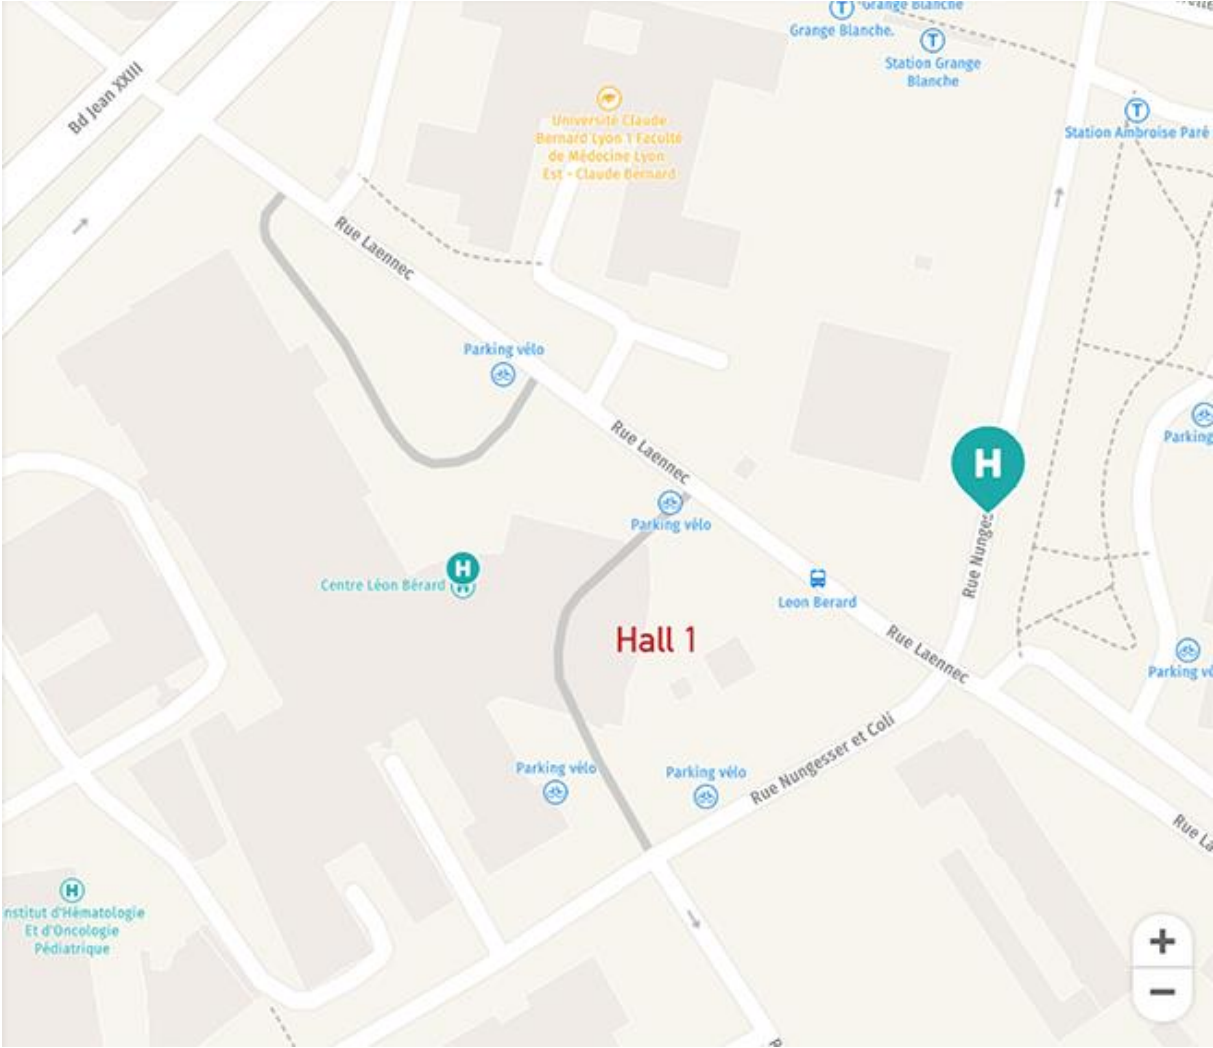 Grange Blanche
Grange Blanche.
T
T
Station Grange
Blanche
Bd Jean XXIII
T
Station Ambroise Paré
Université Claude
Bernard Lyon 1 Faculté
de Médecine Lyon
Est - Claude Bernard
Rue Laennec
Parking vélo
Rue Laennec
Parking
H
Parking vélo
Rue Nunges
H
Centre Léon Bérard
Leon Berard
Hall 1
Rue Laennec
Parking vé
Rue Nungesser et Coli
Parking vélo
Parking vélo
Rue La
H
nstitut d'Hématologie
Et d'Oncologie
Pédiatrique
+
−